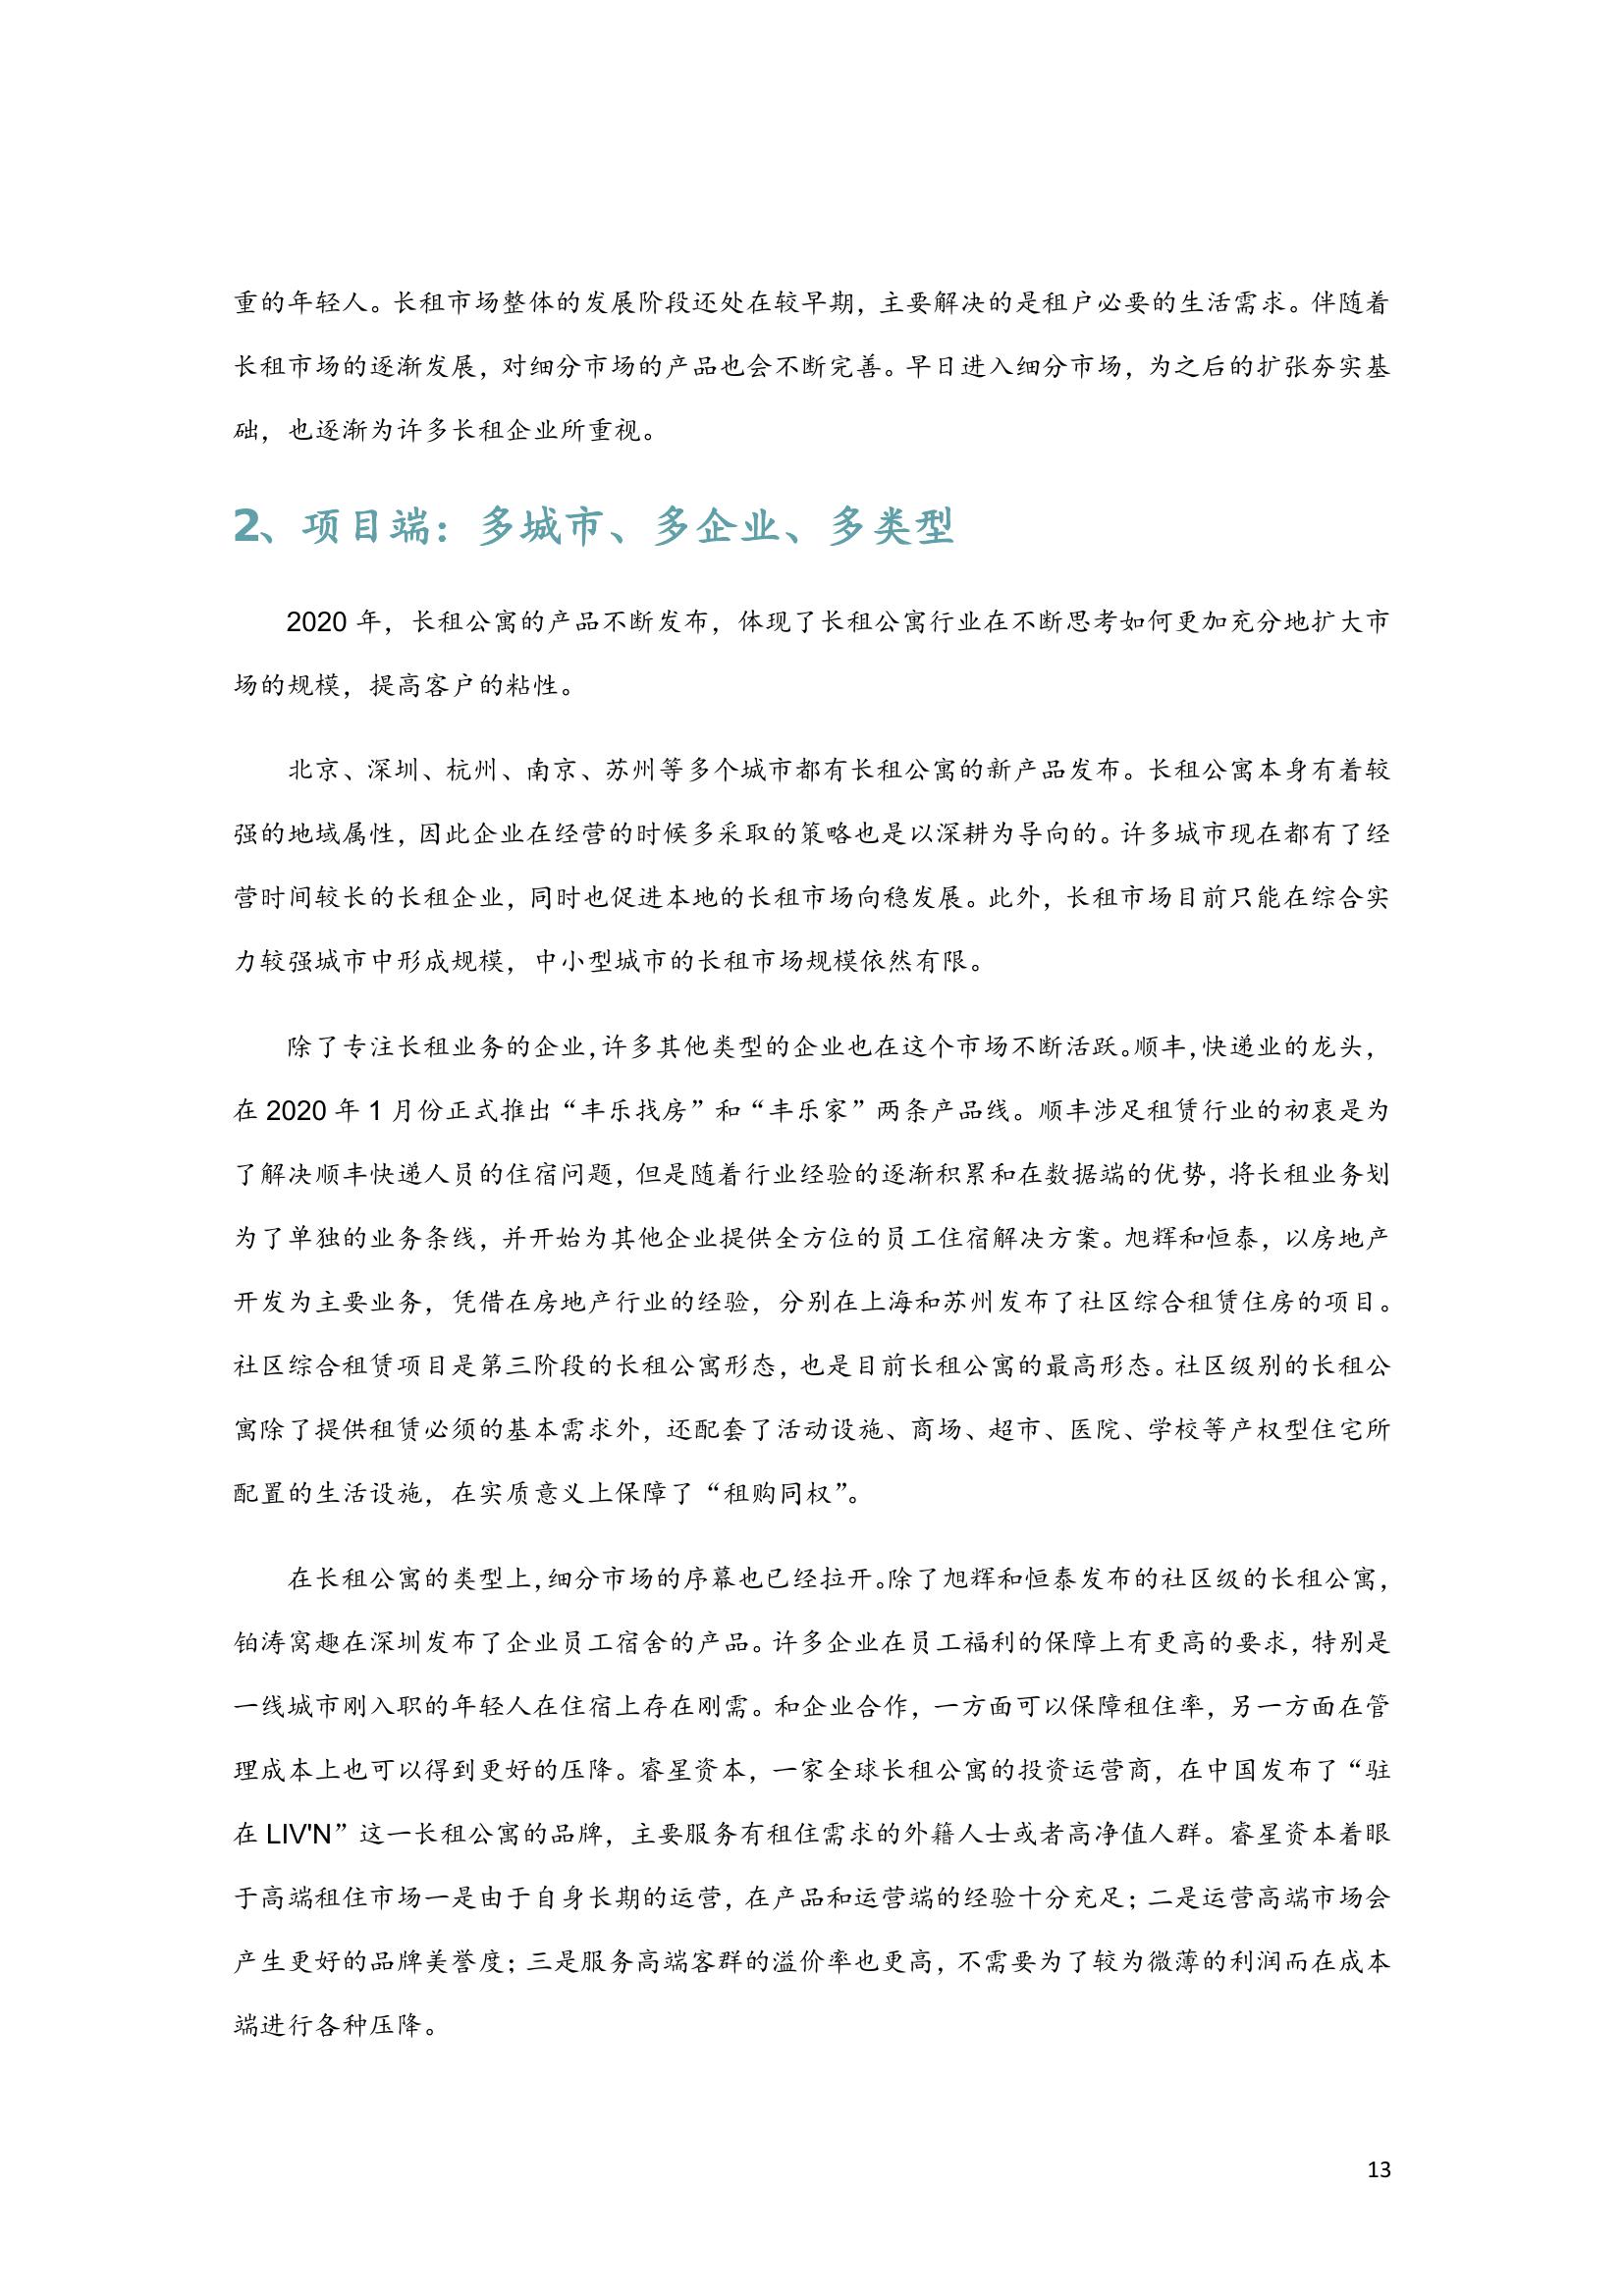 重的年轻人。长租市场整体的发展阶段还处在较早期，主要解决的是租户必要的生活需求。伴随着
长租市场的逐渐发展，对细分市场的产品也会不断完善。早日进入细分市场，为之后的扩张夯实基
础，也逐渐为许多长租企业所重视。
2、项目端：多城市、多企业、多类型
2020 年，长租公寓的产品不断发布，体现了长租公寓行业在不断思考如何更加充分地扩大市
场的规模，提高客户的粘性。
北京、深圳、杭州、南京、苏州等多个城市都有长租公寓的新产品发布。长租公寓本身有着较
强的地域属性，因此企业在经营的时候多采取的策略也是以深耕为导向的。许多城市现在都有了经
营时间较长的长租企业，同时也促进本地的长租市场向稳发展。此外，长租市场目前只能在综合实
力较强城市中形成规模，中小型城市的长租市场规模依然有限。
除了专注长租业务的企业，许多其他类型的企业也在这个市场不断活跃。顺丰，快递业的龙头，
在 2020 年 1 月份正式推出“丰乐找房”和“丰乐家”两条产品线。顺丰涉足租赁行业的初衷是为
了解决顺丰快递人员的住宿问题，但是随着行业经验的逐渐积累和在数据端的优势，将长租业务划
为了单独的业务条线，并开始为其他企业提供全方位的员工住宿解决方案。旭辉和恒泰，以房地产
开发为主要业务，凭借在房地产行业的经验，分别在上海和苏州发布了社区综合租赁住房的项目。
社区综合租赁项目是第三阶段的长租公寓形态，也是目前长租公寓的最高形态。社区级别的长租公
寓除了提供租赁必须的基本需求外，还配套了活动设施、商场、超市、医院、学校等产权型住宅所
配置的生活设施，在实质意义上保障了“租购同权”。
在长租公寓的类型上，细分市场的序幕也已经拉开。除了旭辉和恒泰发布的社区级的长租公寓，
铂涛窝趣在深圳发布了企业员工宿舍的产品。许多企业在员工福利的保障上有更高的要求，特别是
一线城市刚入职的年轻人在住宿上存在刚需。和企业合作，一方面可以保障租住率，另一方面在管
理成本上也可以得到更好的压降。睿星资本，一家全球长租公寓的投资运营商，在中国发布了“驻
在 LIV'N”这一长租公寓的品牌，主要服务有租住需求的外籍人士或者高净值人群。睿星资本着眼
于高端租住市场一是由于自身长期的运营，在产品和运营端的经验十分充足；二是运营高端市场会
产生更好的品牌美誉度；三是服务高端客群的溢价率也更高，不需要为了较为微薄的利润而在成本
端进行各种压降。
13